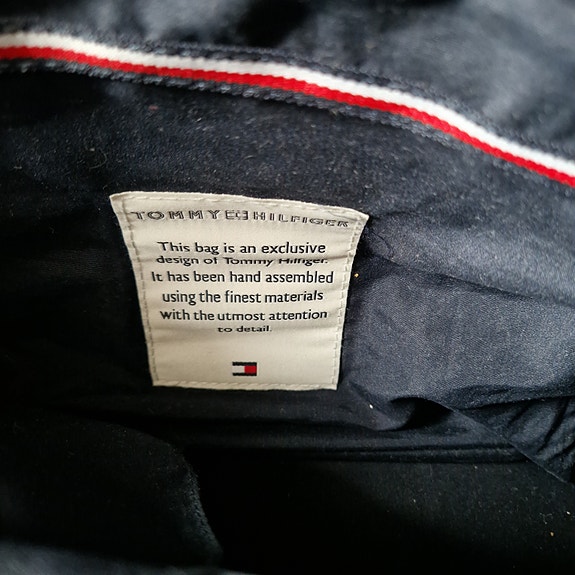 TOMMY HILFIGER
This bag is an exclusive
design of Tommy Hilfiger.
It has been hand assembled
using the finest materials
with the utmost attention
to detail.